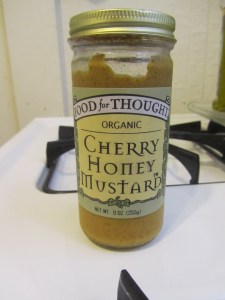 FOOD for THOUGHT
ORGANIC
CHERRY
HONEY
MUSTARD
NET WT. 9 OZ (255g)